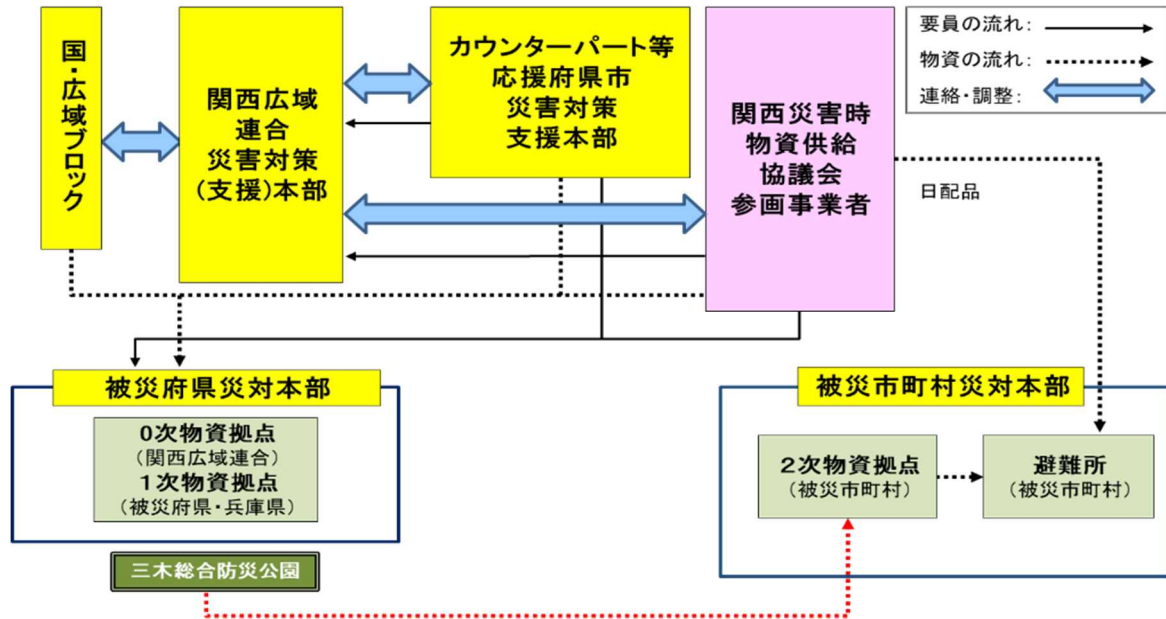 国・広域ブロック
関西広域
連合
災害対策
(支援)本部
カウンターパート等
応援府県市
災害対策
支援本部
関西災害時
物資供給
協議会
参画事業者
要員の流れ:
物資の流れ:
連絡・調整:
日配品
被災府県災対本部
0次物資拠点
(関西広域連合)
1次物資拠点
(被災府県・兵庫県)
三木総合防災公園
被災市町村災対本部
2次物資拠点
(被災市町村)
避難所
(被災市町村)